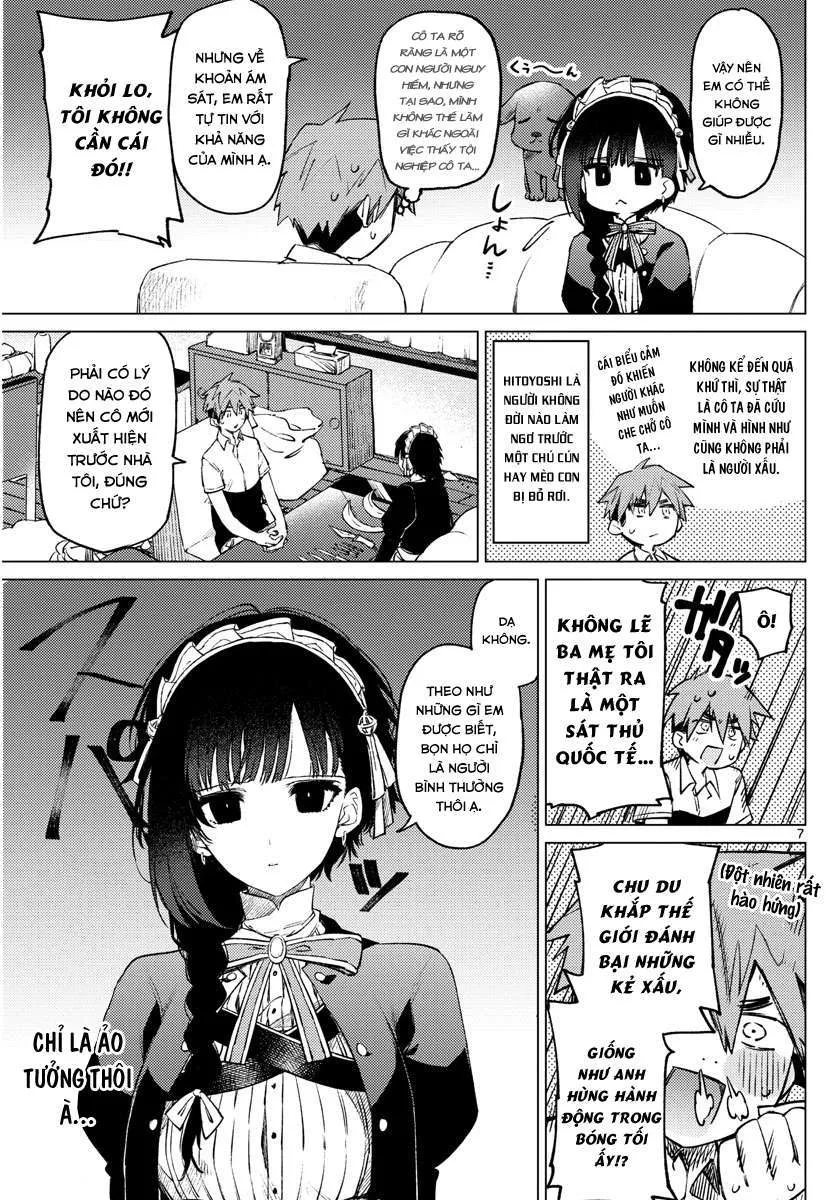 VẬY NÊN
EM CÓ THỂ
KHÔNG
GIÚP ĐƯỢC
GÌ NHIỀU.
くぅ〜ん
しょん…
CÔ TA RÕ
RÀNG LÀ MỘT
CON NGƯỜI NGUY
HIỂM, NHƯNG
TẠI SAO, MÌNH
KHÔNG THỂ LÀM
GÌ KHÁC NGOÀI
VIỆC THẤY TỘI
NGHIỆP CÔ TA...
NHƯNG VỀ
KHOẢN ÁM
SÁT, EM RẤT
TỰ TIN VỚI
KHẢ NĂNG
CỦA MÌNH Ạ.
KHỎI LO,
TÔI KHÔNG
CẦN CÁI
ĐÓ!!
KHÔNG KỂ ĐẾN QUÁ
KHỨ THÌ, SỰ THẬT
LÀ CÔ TA ĐÃ CỨU
MÌNH VÀ HÌNH NHƯ
CŨNG KHÔNG PHẢI
LÀ NGƯỜI XẤU.
CÁI BIỂU CẢM
ĐÓ KHIẾN
NGƯỜI KHÁC
NHƯ MUỐN
CHE CHỞ CÔ
TA...
HITOYOSHI LÀ
NGƯỜI KHÔNG
ĐỜI NÀO LÀM
NGƠ TRƯỚC
MỘT CHÚ CÚN
HAY MÈO CON
BỊ BỎ RƠI.
PHẢI CÓ LÝ
DO NÀO ĐÓ
NÊN CÔ MỚI
XUẤT HIỆN
TRƯỚC NHÀ
TÔI, ĐÚNG
CHỨ?
Ô!
ガタッ
KHÔNG LẼ
BA MẸ TÔI
THẬT RA
LÀ MỘT
SÁT THỦ
QUỐC TẾ...
7
(Đột nhiên rất
hào hứng)
CHU DU
KHẮP THẾ
GIỚI ĐÁNH
BẠI NHỮNG
KẺ XẤU,
GIỐNG
NHƯ ANH
HÙNG HÀNH
ĐỘNG TRONG
BÓNG TỐI
ẤY!?
DẠ
KHÔNG.
THEO NHƯ
NHỮNG GÌ EM
ĐƯỢC BIẾT,
BỌN HỌ CHỈ
LÀ NGƯỜI
BÌNH THƯỜNG
THÔI Ạ.
スパッ
CHỈ LÀ ẢO
TƯỞNG THÔI
À...